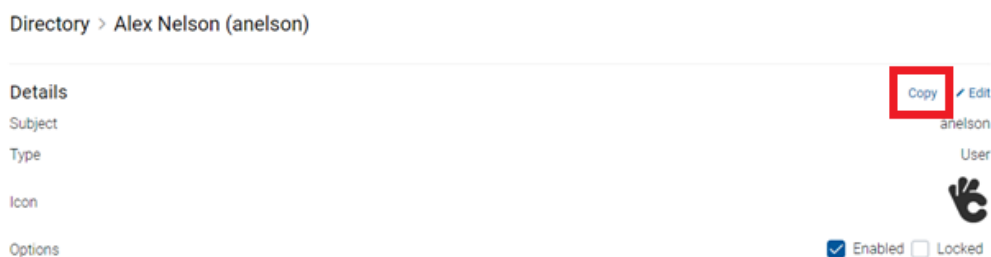 Directory > Alex Nelson (anelson)
Details Copy Edit
Subject anelson
Type User
Icon
Options Enabled Locked